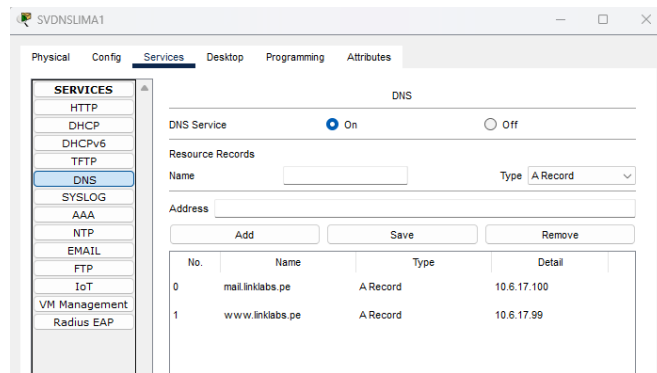 SVDNSLIMA1
Physical Config Services Desktop Programming Attributes
SERVICES
HTTP
DHCP
DHCPv6
TFTP
DNS
SYSLOG
AAA
NTP
EMAIL
FTP
IoT
VM Management
Radius EAP
DNS
DNS Service On Off
Resource Records
Name Type A Record
Address
Add Save Remove
No. Name Type Detail
0 mail.linklabs.pe A Record 10.6.17.100
1 www.linklabs.pe A Record 10.6.17.99